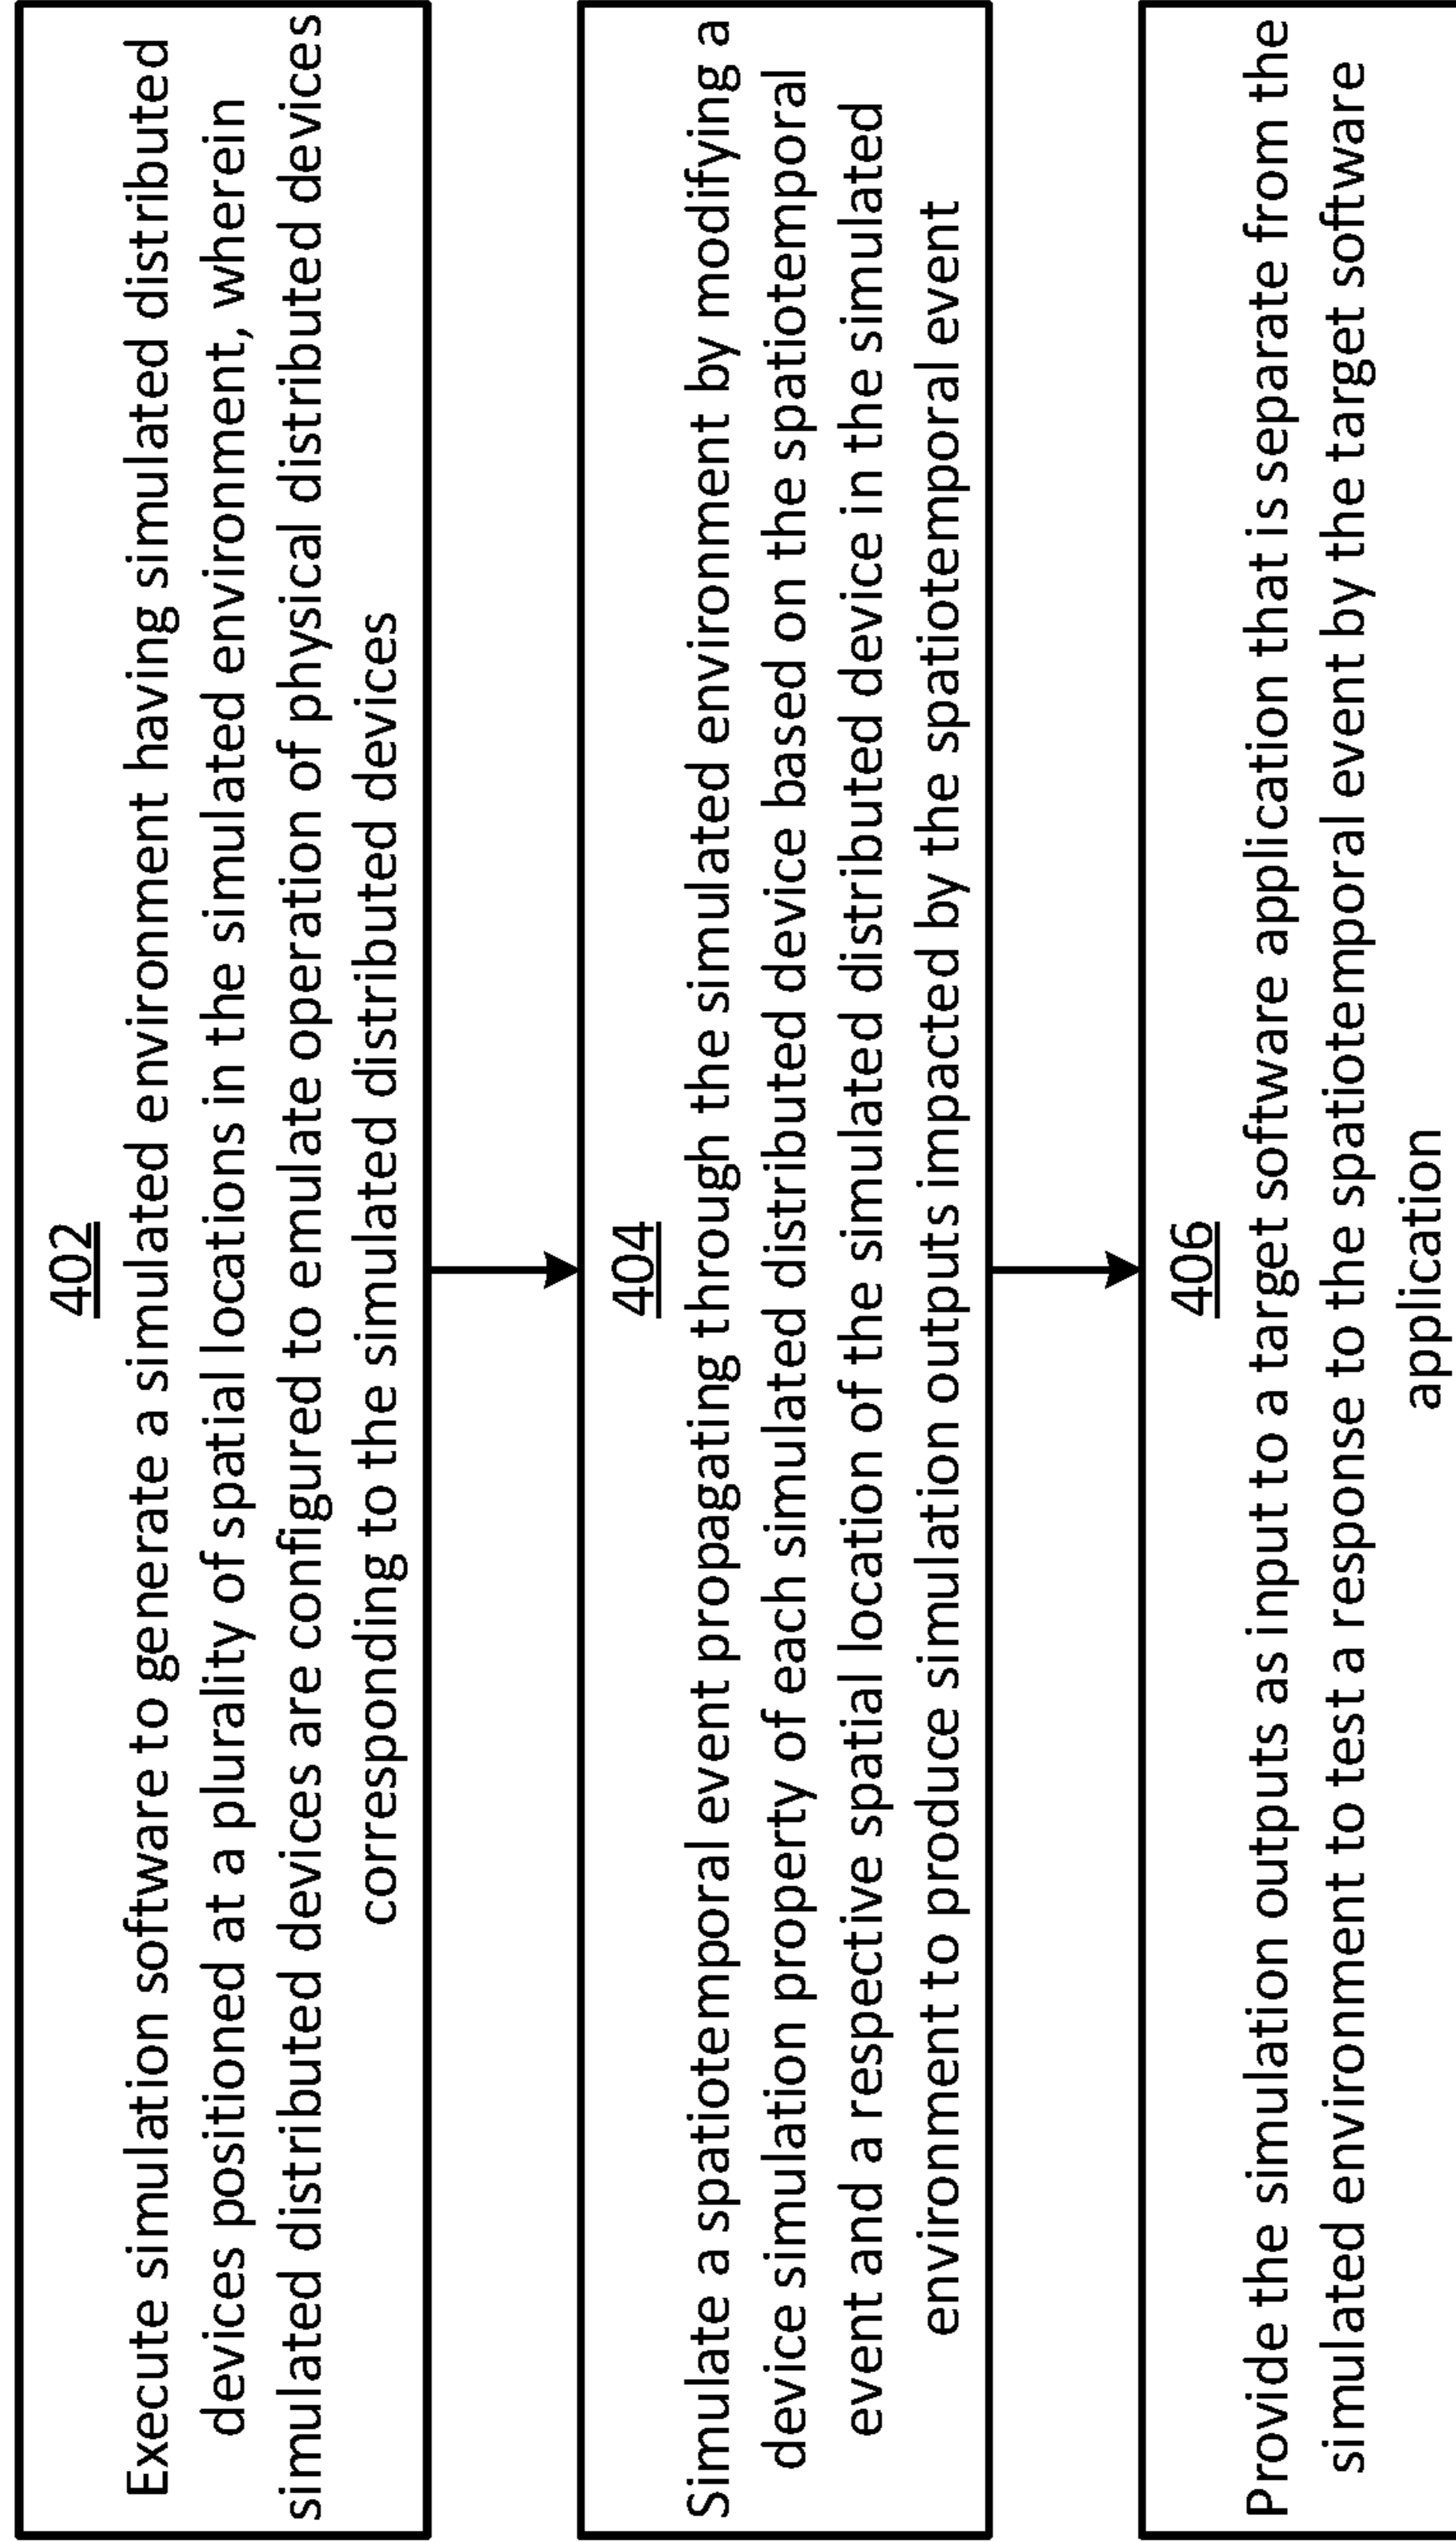 402
Execute simulation software to generate a simulated environment having simulated distributed
devices positioned at a plurality of spatial locations in the simulated environment, wherein
simulated distributed devices are configured to emulate operation of physical distributed devices
corresponding to the simulated distributed devices
404
Simulate a spatiotemporal event propagating through the simulated environment by modifying a
device simulation property of each simulated distributed device based on the spatiotemporal
event and a respective spatial location of the simulated distributed device in the simulated
environment to produce simulation outputs impacted by the spatiotemporal event
406
Provide the simulation outputs as input to a target software application that is separate from the
simulated environment to test a response to the spatiotemporal event by the target software
application